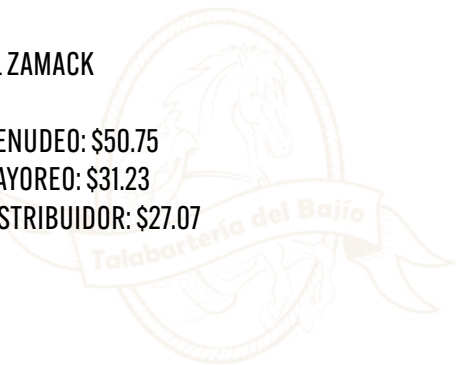 . ZAMACK
ENUDEO: $50.75
AYOREO: $31.23
STRIBUIDOR: $27.07
Talabartería del Bajío